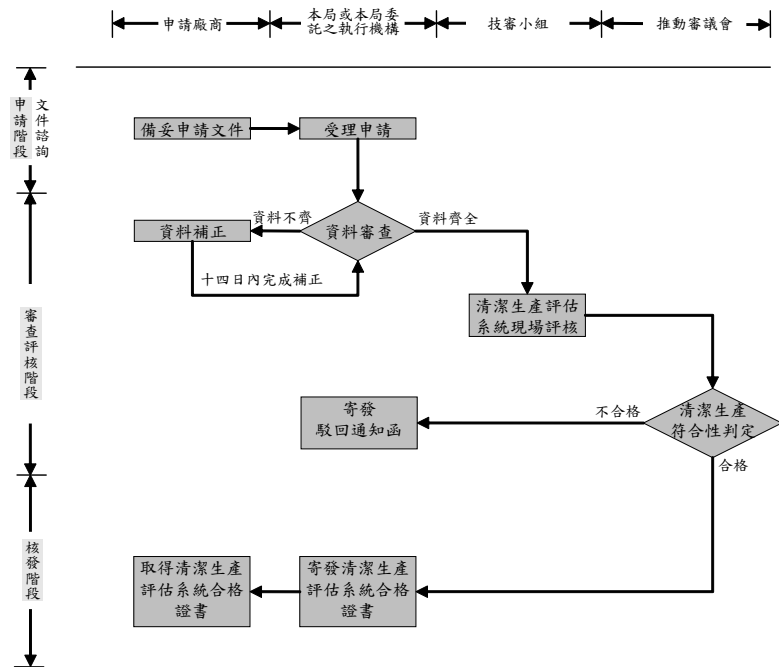 申請廠商
本局或本局委
託之執行機構
技審小組
推動審議會
申請階段
文件諮詢
備妥申請文件
受理申請
資料補正
資料不齊
資料審查
資料齊全
十四日內完成補正
清潔生產評估
系統現場評核
審查評核階段
寄發
駁回通知函
不合格
清潔生產
符合性判定
合格
核發階段
取得清潔生產
評估系統合格
證書
寄發清潔生產
評估系統合格
證書